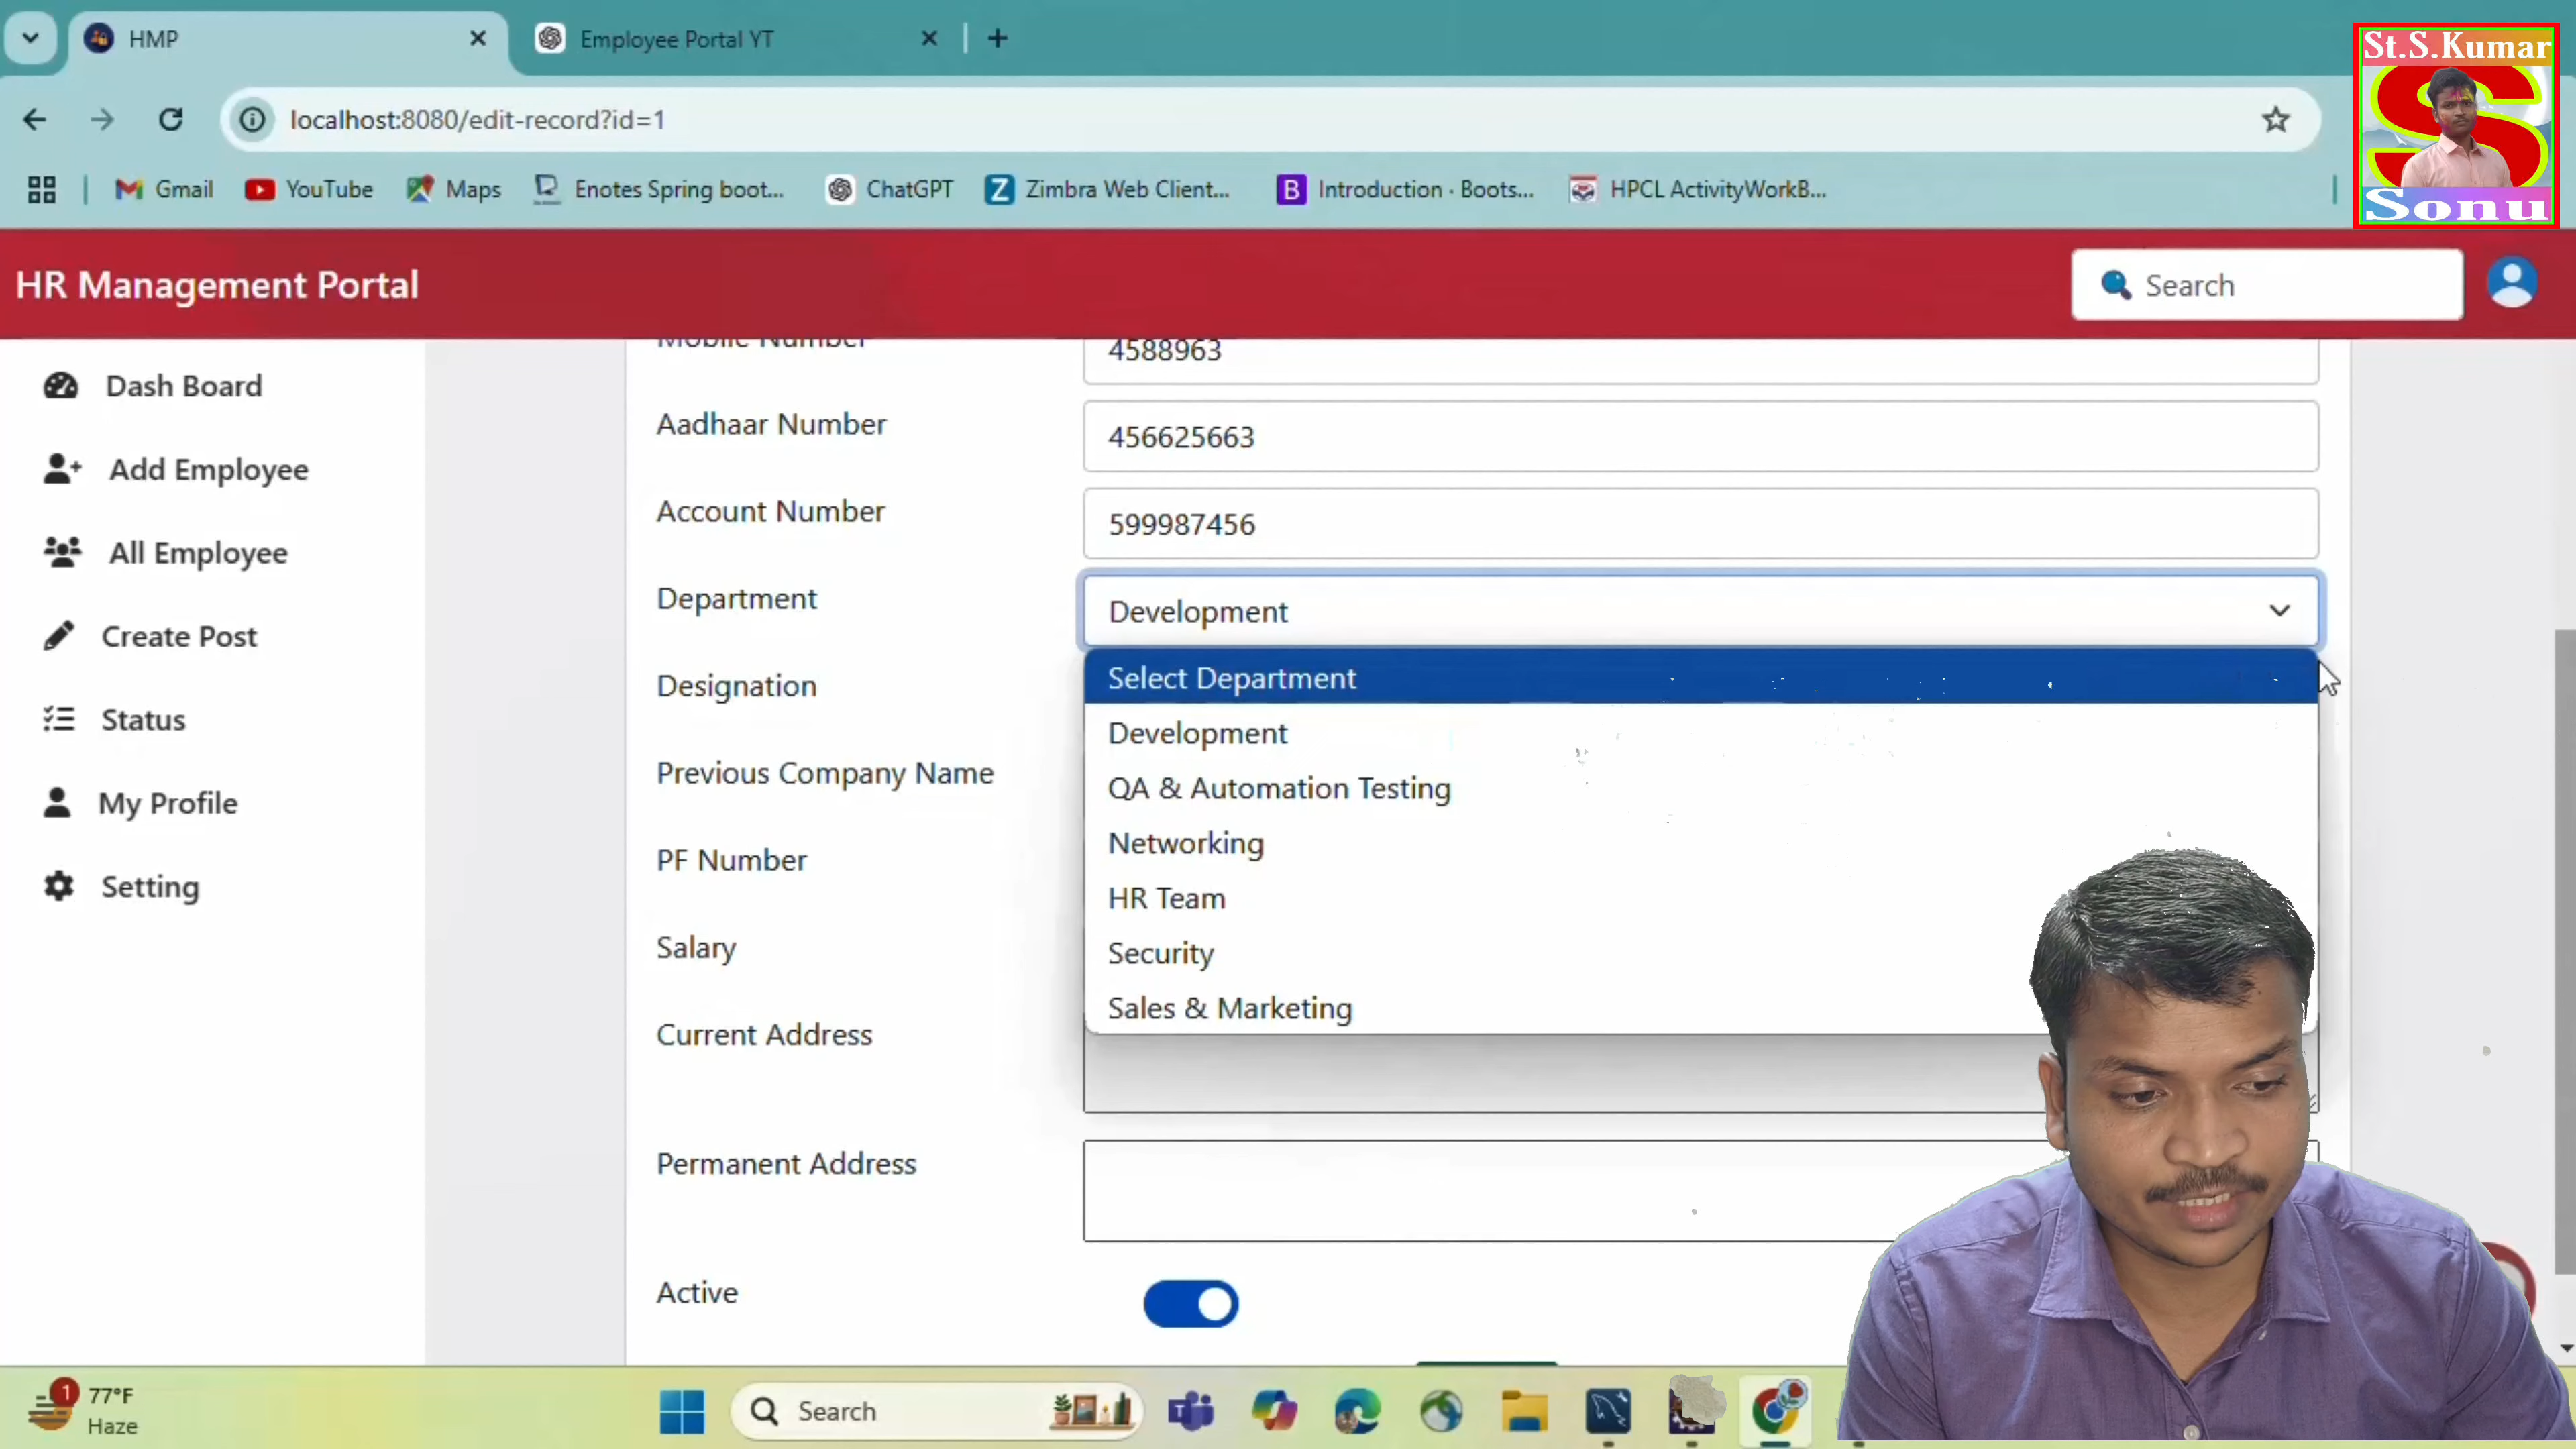 HMP
Employee Portal YT
St.S.Kumar
S
Sonu
localhost:8080/edit-record?id=1
Gmail
YouTube
Maps
Enotes Spring boot...
ChatGPT
Z Zimbra Web Client...
B Introduction · Boots...
HPCL ActivityWorkB...
HR Management Portal
Search
Dash Board
Add Employee
All Employee
Create Post
Status
My Profile
Setting
Mobile Number 4588963
Aadhaar Number 456625663
Account Number 599987456
Department Development
Select Department
Development
QA & Automation Testing
Networking
HR Team
Security
Sales & Marketing
Designation
Previous Company Name
PF Number
Salary
Current Address
Permanent Address
Active
1
77°F
Haze
Search
T